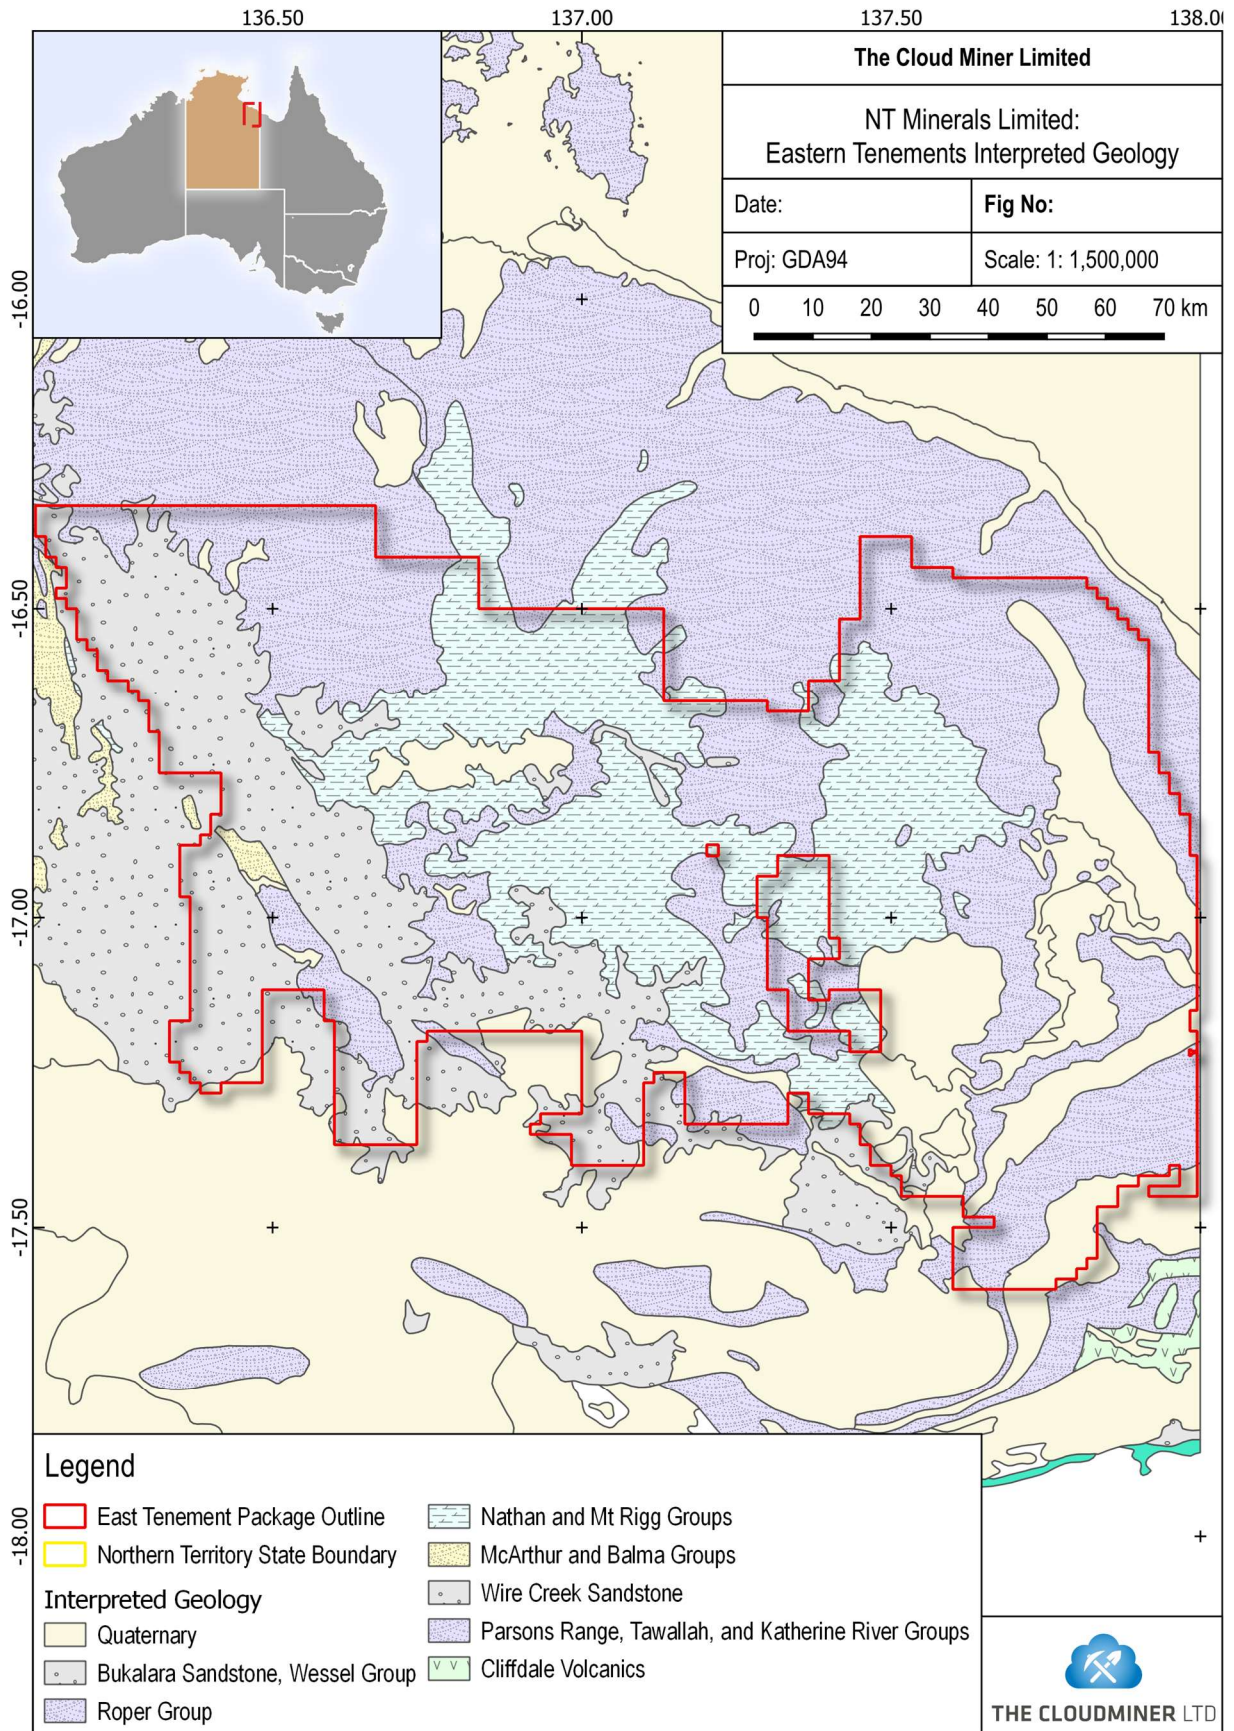 136.50 137.00 137.50 138.00
The Cloud Miner Limited
NT Minerals Limited:
Eastern Tenements Interpreted Geology
Date: Fig No:
Proj: GDA94 Scale: 1: 1,500,000
0 10 20 30 40 50 60 70 km
-16.00
-16.50
-17.00
-17.50
-18.00
Legend
East Tenement Package Outline
Northern Territory State Boundary
Interpreted Geology
Quaternary
Bukalara Sandstone, Wessel Group
Roper Group
Nathan and Mt Rigg Groups
McArthur and Balma Groups
Wire Creek Sandstone
Parsons Range, Tawallah, and Katherine River Groups
Cliffdale Volcanics
THE CLOUDMINER LTD